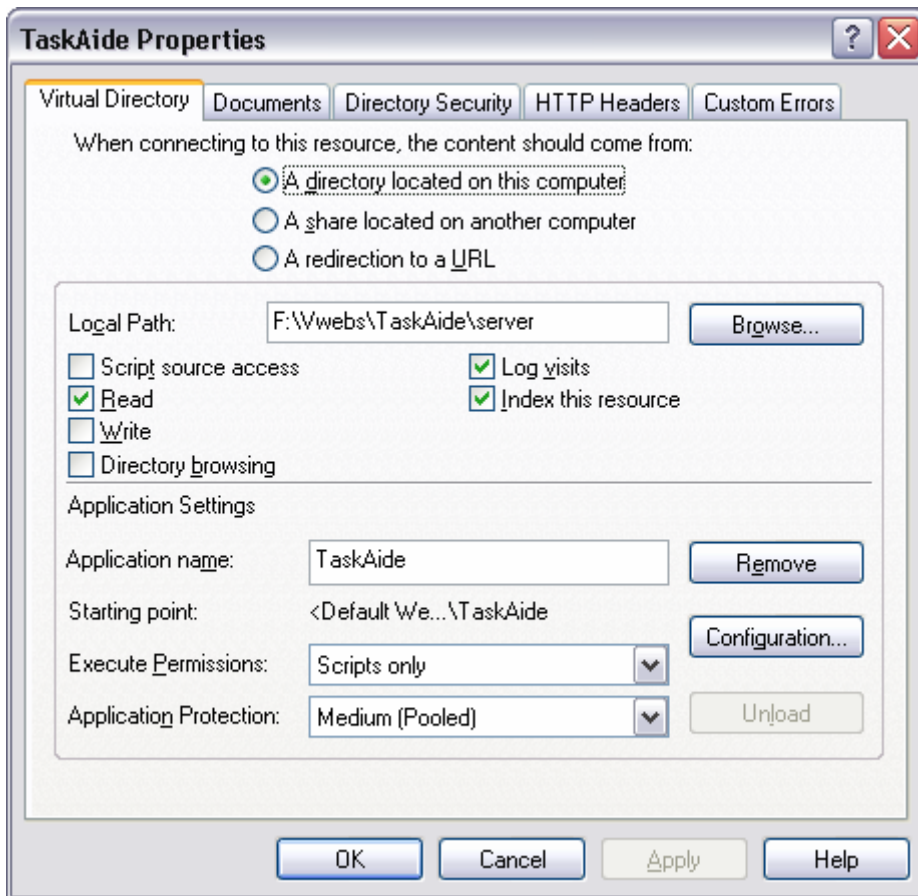 TaskAide Properties
Virtual Directory Documents Directory Security HTTP Headers Custom Errors
When connecting to this resource, the content should come from:
A directory located on this computer
A share located on another computer
A redirection to a URL
Local Path: F:\Vwebs\TaskAide\server Browse...
Script source access Log visits
Read Index this resource
Write
Directory browsing
Application Settings
Application name: TaskAide Remove
Starting point: <Default We...\TaskAide
Configuration...
Execute Permissions: Scripts only
Application Protection: Medium (Pooled) Unload
OK Cancel Apply Help